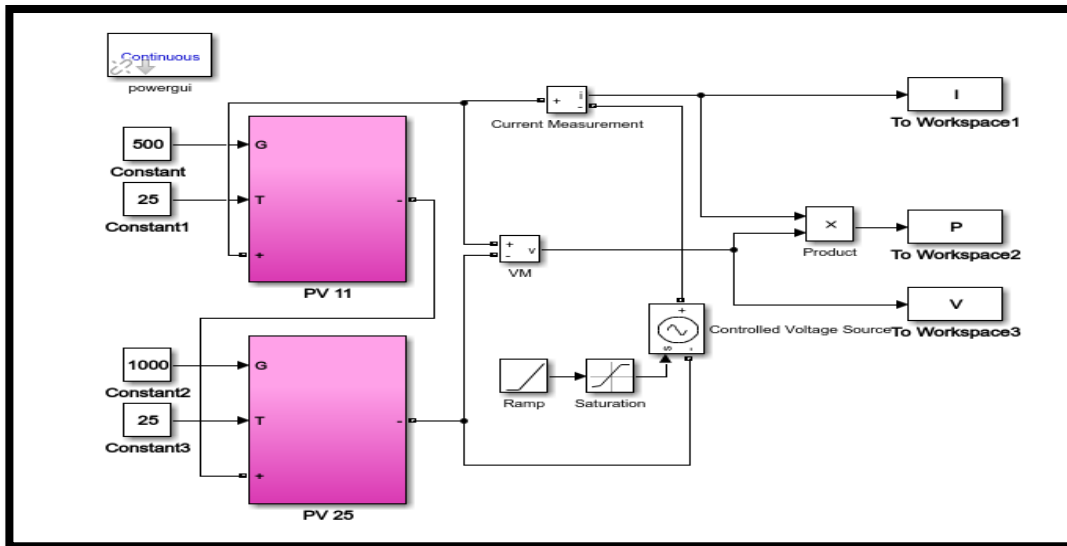 Continuous
powergui
500
Constant
25
Constant1
G
T
+
-
PV 11
1000
Constant2
25
Constant3
G
T
+
-
PV 25
+
i
-
Current Measurement
+
-
v
VM
Ramp
Saturation
+
s
-
Controlled Voltage Source
×
Product
I
To Workspace1
P
To Workspace2
V
To Workspace3